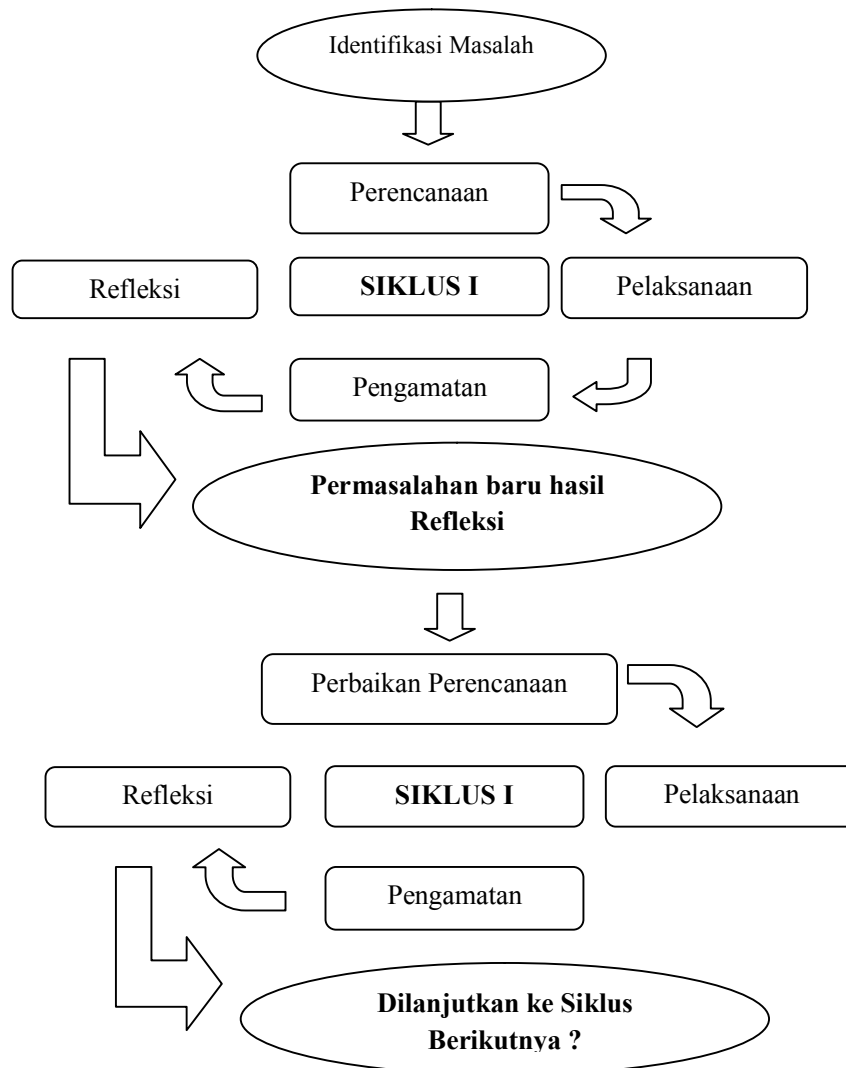 Identifikasi Masalah
Perencanaan
Refleksi
SIKLUS I
Pelaksanaan
Pengamatan
Permasalahan baru hasil
Refleksi
Perbaikan Perencanaan
Refleksi
SIKLUS I
Pelaksanaan
Pengamatan
Dilanjutkan ke Siklus
Berikutnya ?